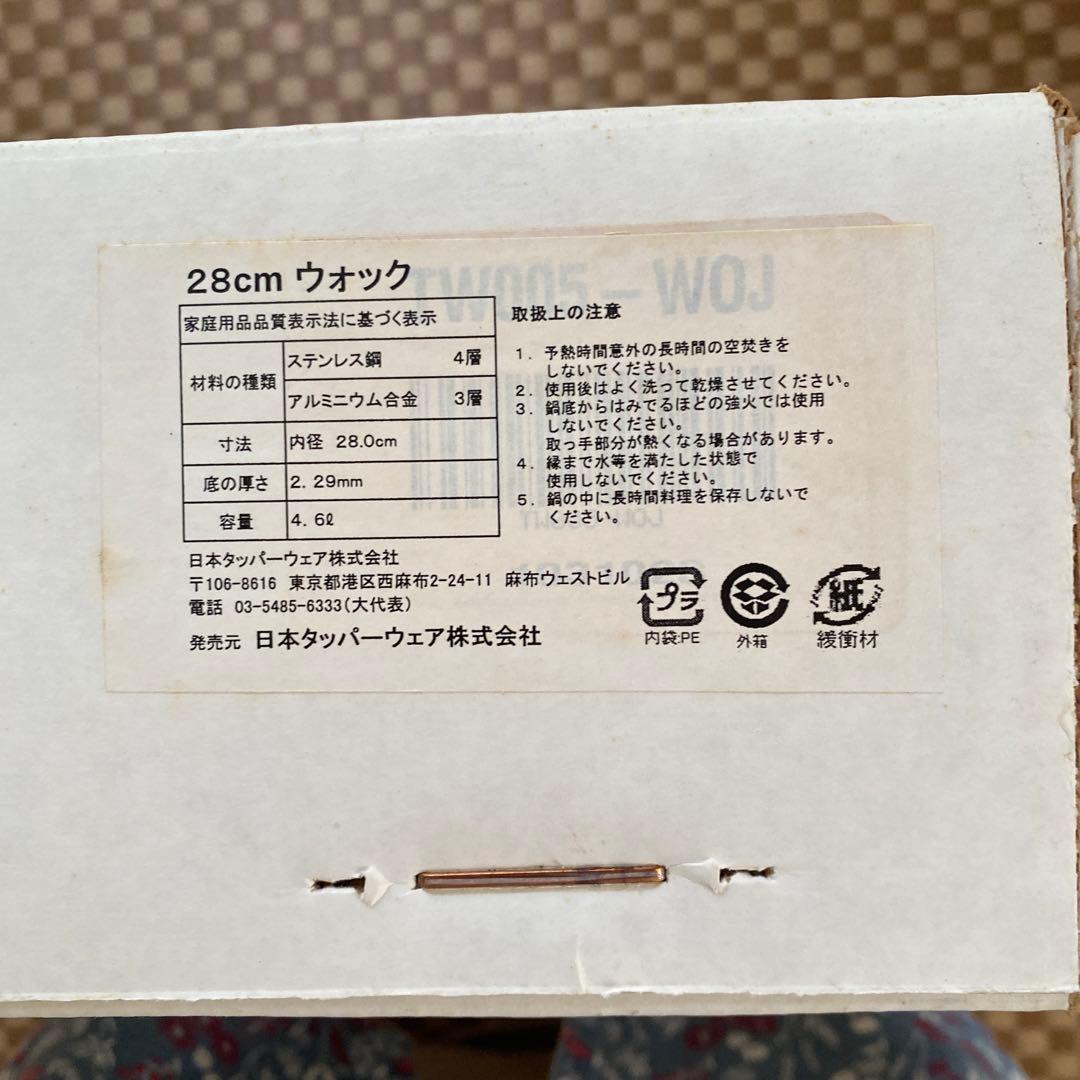 28cm ウォック
家庭用品品質表示法に基づく表示
材料の種類
ステンレス鋼 4層
アルミニウム合金 3層
寸法 内径 28.0cm
底の厚さ 2.29mm
容量 4.6ℓ
取扱上の注意
1. 予熱時間意外の長時間の空焚きを
しないでください。
2. 使用後はよく洗って乾燥させてください。
3. 鍋底からはみでるほどの強火では使用
しないでください。
取っ手部分が熱くなる場合があります。
4. 縁まで水等を満たした状態で
使用しないでください。
5. 鍋の中に長時間料理を保存しないで
ください。
日本タッパーウェア株式会社
〒106-8616 東京都港区西麻布2-24-11 麻布ウェストビル
電話 03-5485-6333(大代表)
発売元 日本タッパーウェア株式会社
プラ
内袋:PE
外箱
紙
緩衝材
TW005-WOJ